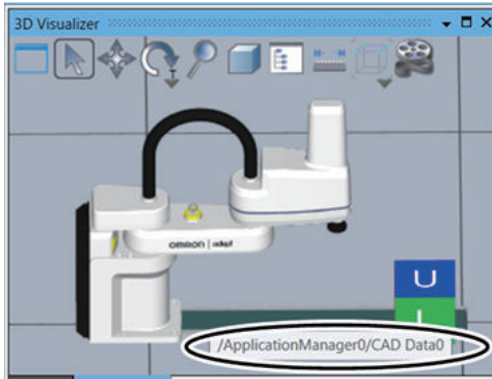 3D Visualizer
omron | adept
U
/ApplicationManager0/CAD Data0